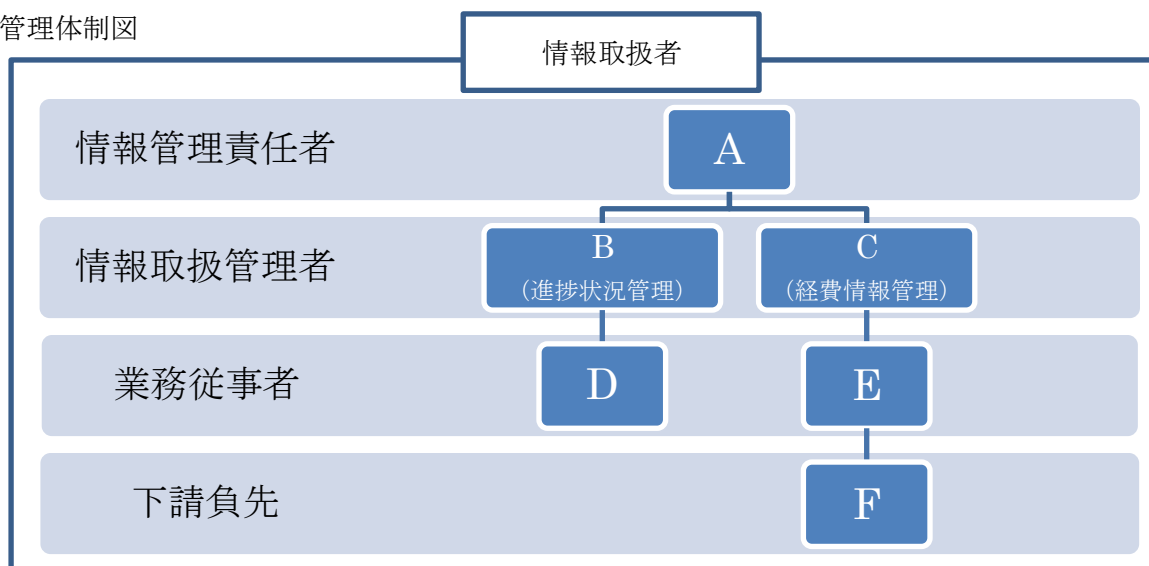 管理体制図
情報取扱者
情報管理責任者
A
情報取扱管理者
B
（進捗状況管理）
C
（経費情報管理）
業務従事者
D
E
下請負先
F